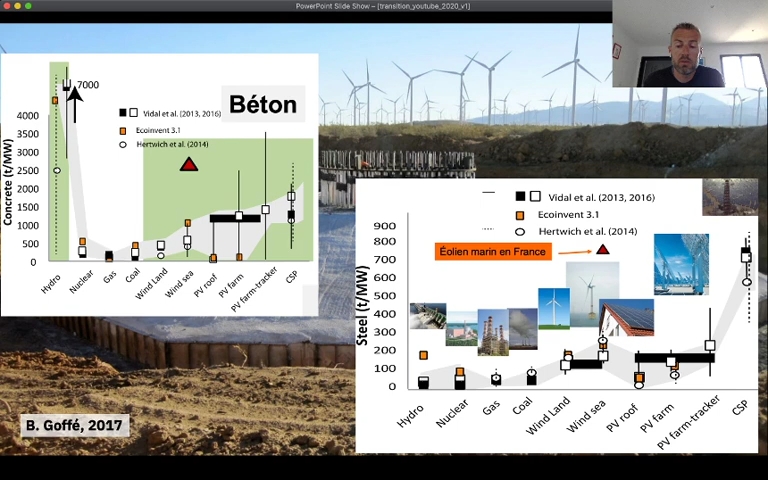 PowerPoint Slide Show – [transition_youtube_2020_v1]
7000
Béton
4000
3500
3000
2500
2000
1500
1000
500
0
Concrete (t/MW)
Vidal et al. (2013, 2016)
Ecoinvent 3.1
Hertwich et al. (2014)
Hydro
Nuclear
Gas
Coal
Wind Land
Wind sea
PV roof
PV farm
PV farm-tracker
CSP
Vidal et al. (2013, 2016)
Ecoinvent 3.1
Hertwich et al. (2014)
Éolien marin en France
900
800
700
600
500
400
300
200
100
0
Steel (t/MW)
Hydro
Nuclear
Gas
Coal
Wind Land
Wind sea
PV roof
PV farm
PV farm-tracker
CSP
B. Goffé, 2017